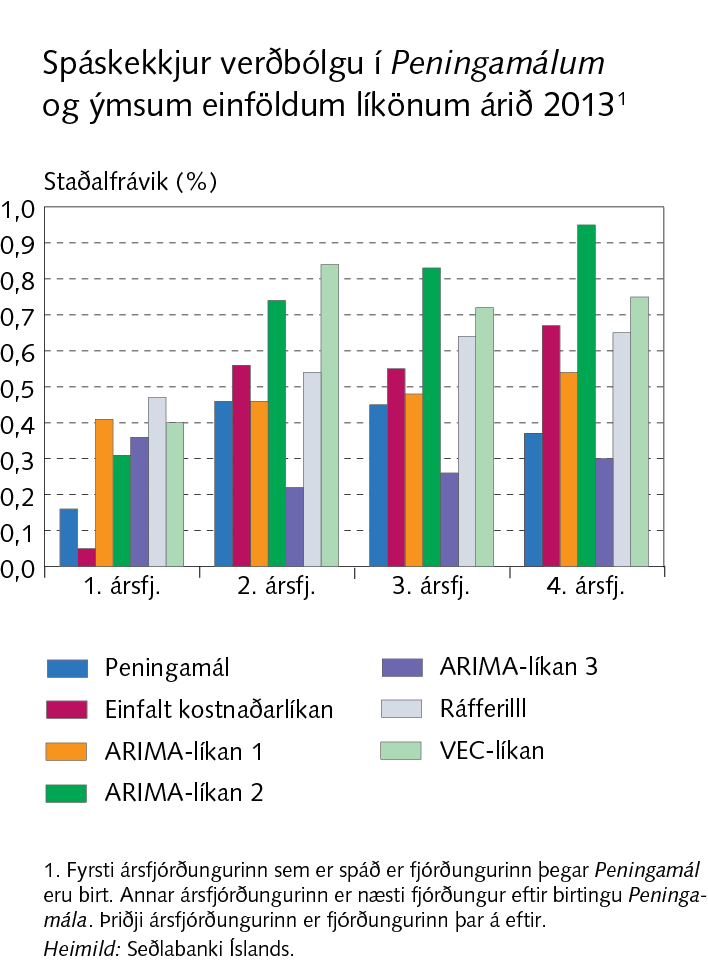 Spáskekkjur verðbólgu í Peningamálum
og ýmsum einföldum líkönum árið 2013¹
Staðalfrávik (%)
1,0
0,9
0,8
0,7
0,6
0,5
0,4
0,3
0,2
0,1
0,0
1. ársfj.
2. ársfj.
3. ársfj.
4. ársfj.
Peningamál
Einfalt kostnaðarlíkan
ARIMA-líkan 1
ARIMA-líkan 2
ARIMA-líkan 3
Ráfferilll
VEC-líkan
1. Fyrsti ársfjórðungurinn sem er spáð er fjórðungurinn þegar Peningamál
eru birt. Annar ársfjórðungurinn er næsti fjórðungur eftir birtingu Peninga-
mála. Þriðji ársfjórðungurinn er fjórðungurinn þar á eftir.
Heimild: Seðlabanki Íslands.